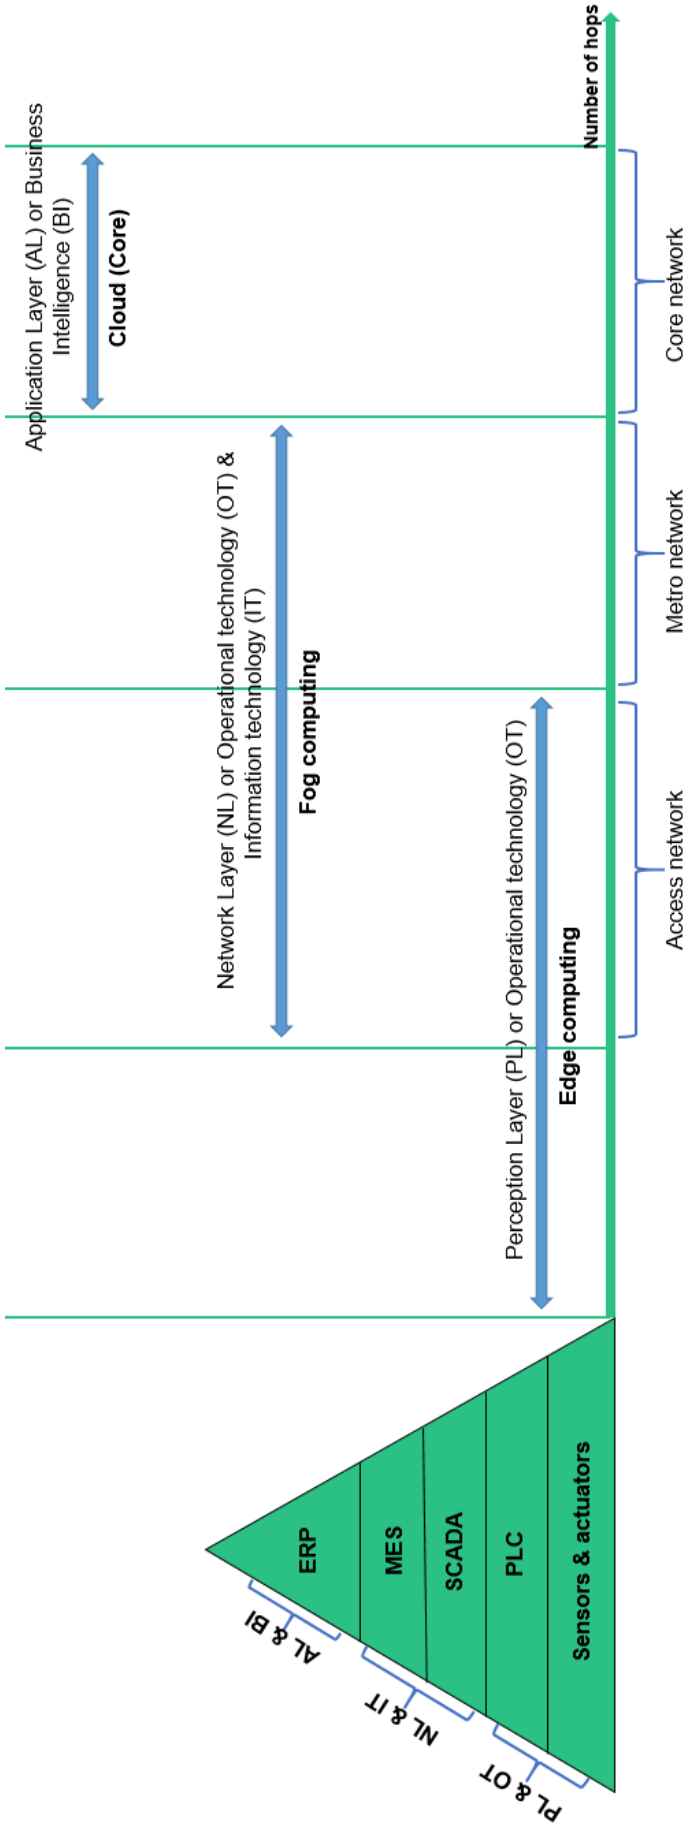 AL & BI
NL & IT
PL & OT
ERP
MES
SCADA
PLC
Sensors & actuators
Application Layer (AL) or Business
Intelligence (BI)
Cloud (Core)
Network Layer (NL) or Operational technology (OT) &
Information technology (IT)
Fog computing
Perception Layer (PL) or Operational technology (OT)
Edge computing
Number of hops
Access network
Metro network
Core network